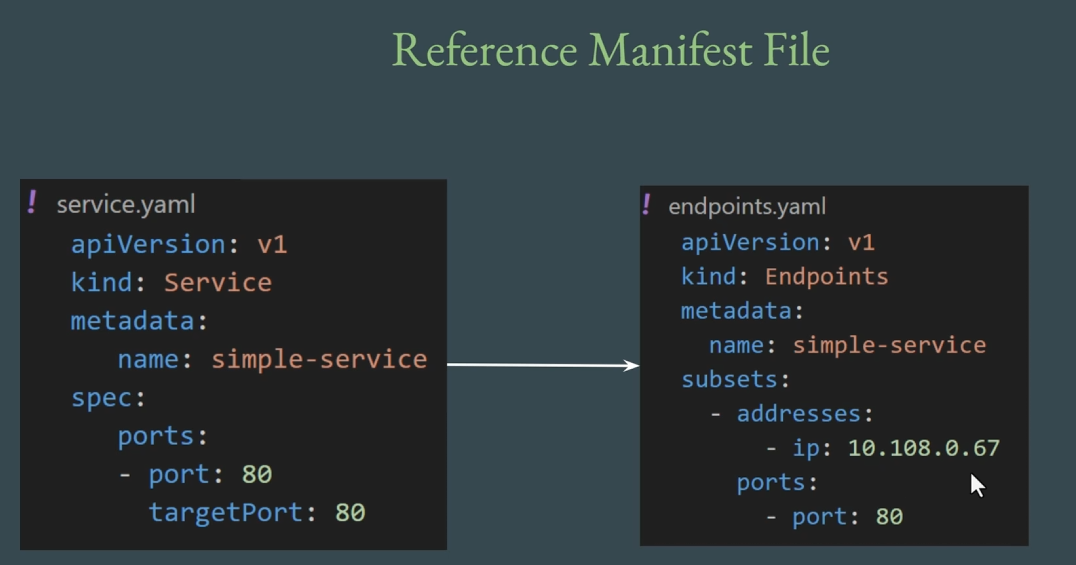 Reference Manifest File
! service.yaml
apiVersion: v1
kind: Service
metadata:
name: simple-service
spec:
ports:
- port: 80
targetPort: 80
! endpoints.yaml
apiVersion: v1
kind: Endpoints
metadata:
name: simple-service
subsets:
- addresses:
- ip: 10.108.0.67
ports:
- port: 80